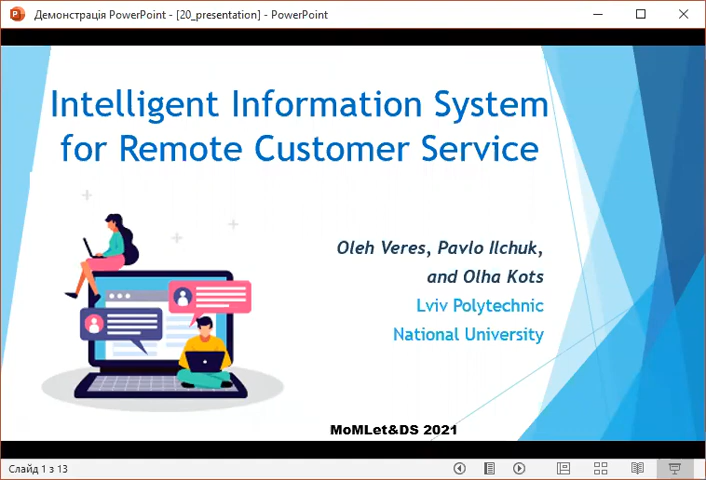 Демонстрація PowerPoint - [20_presentation] - PowerPoint
Intelligent Information System
for Remote Customer Service
Oleh Veres, Pavlo Ilchuk,
and Olha Kots
Lviv Polytechnic
National University
MoMLet&DS 2021
Слайд 1 з 13